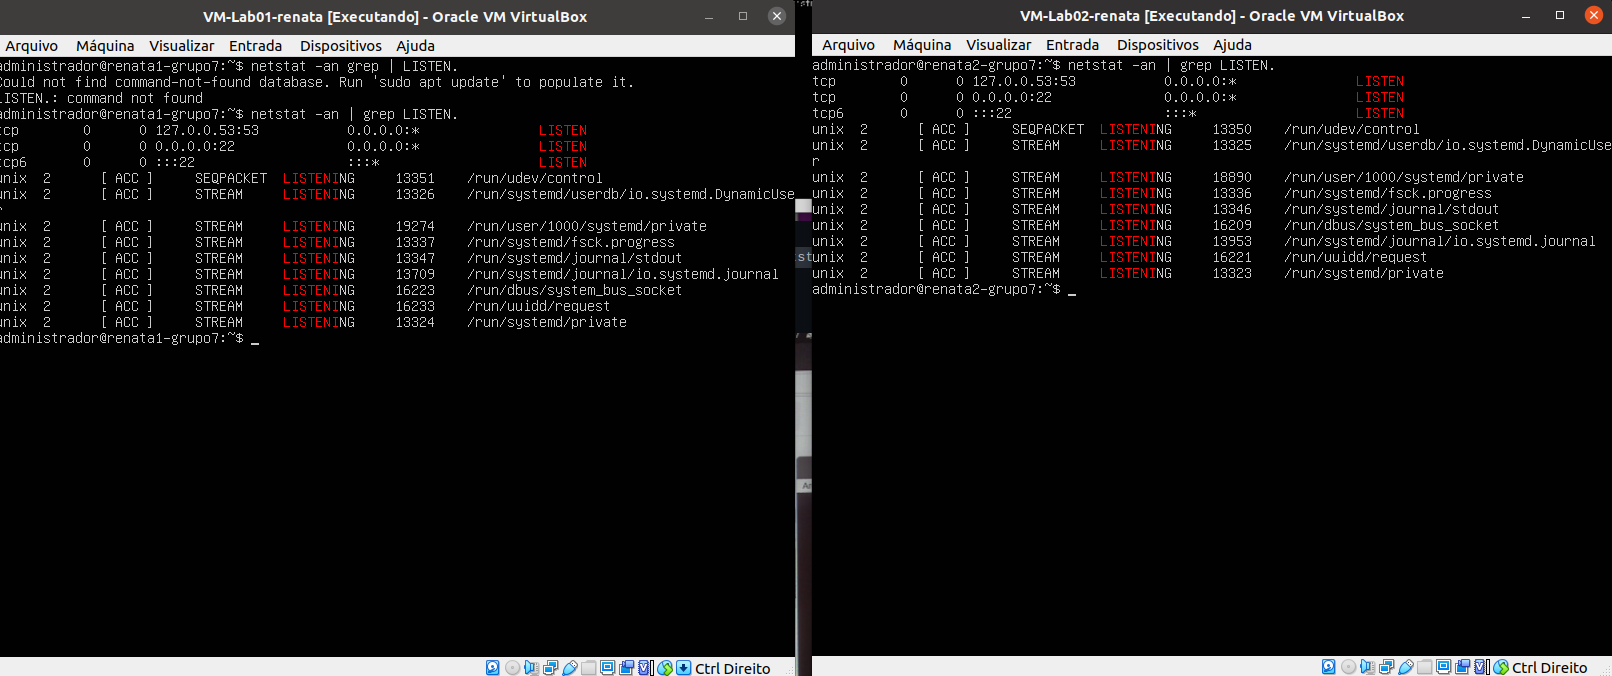 VM-Lab01-renata [Executando] - Oracle VM VirtualBox
Arquivo Máquina Visualizar Entrada Dispositivos Ajuda
administrador@renata1-grupo7:~$ netstat -an grep | LISTEN.
Could not find command-not-found database. Run 'sudo apt update' to populate it.
LISTEN.: command not found
administrador@renata1-grupo7:~$ netstat -an | grep LISTEN.
tcp 0 0 127.0.0.53:53 0.0.0.0:* LISTEN
tcp 0 0 0.0.0.0:22 0.0.0.0:* LISTEN
tcp6 0 0 :::22 :::* LISTEN
unix 2 [ ACC ] SEQPACKET LISTENING 13351 /run/udev/control
unix 2 [ ACC ] STREAM LISTENING 13326 /run/systemd/userdb/io.systemd.DynamicUse
r
unix 2 [ ACC ] STREAM LISTENING 19274 /run/user/1000/systemd/private
unix 2 [ ACC ] STREAM LISTENING 13337 /run/systemd/fsck.progress
unix 2 [ ACC ] STREAM LISTENING 13347 /run/systemd/journal/stdout
unix 2 [ ACC ] STREAM LISTENING 13709 /run/systemd/journal/io.systemd.journal
unix 2 [ ACC ] STREAM LISTENING 16223 /run/dbus/system_bus_socket
unix 2 [ ACC ] STREAM LISTENING 16233 /run/uuidd/request
unix 2 [ ACC ] STREAM LISTENING 13324 /run/systemd/private
administrador@renata1-grupo7:~$ _
Ctrl Direito
VM-Lab02-renata [Executando] - Oracle VM VirtualBox
Arquivo Máquina Visualizar Entrada Dispositivos Ajuda
administrador@renata2-grupo7:~$ netstat -an | grep LISTEN.
tcp 0 0 127.0.0.53:53 0.0.0.0:* LISTEN
tcp 0 0 0.0.0.0:22 0.0.0.0:* LISTEN
tcp6 0 0 :::22 :::* LISTEN
unix 2 [ ACC ] SEQPACKET LISTENING 13350 /run/udev/control
unix 2 [ ACC ] STREAM LISTENING 13325 /run/systemd/userdb/io.systemd.DynamicUse
r
unix 2 [ ACC ] STREAM LISTENING 18890 /run/user/1000/systemd/private
unix 2 [ ACC ] STREAM LISTENING 13336 /run/systemd/fsck.progress
unix 2 [ ACC ] STREAM LISTENING 13346 /run/systemd/journal/stdout
unix 2 [ ACC ] STREAM LISTENING 16209 /run/dbus/system_bus_socket
unix 2 [ ACC ] STREAM LISTENING 13953 /run/systemd/journal/io.systemd.journal
unix 2 [ ACC ] STREAM LISTENING 16221 /run/uuidd/request
unix 2 [ ACC ] STREAM LISTENING 13323 /run/systemd/private
administrador@renata2-grupo7:~$ _
Ctrl Direito